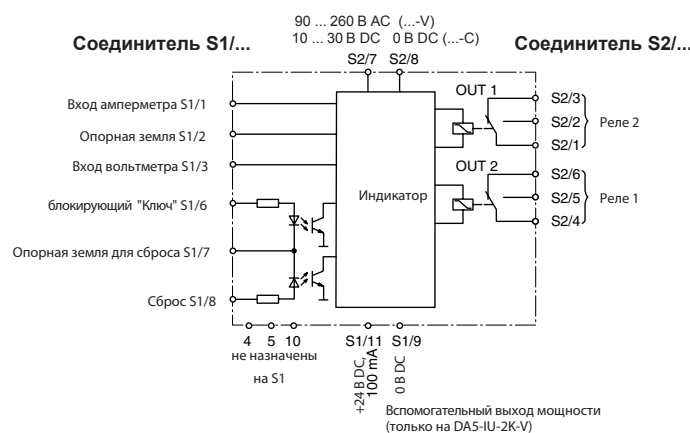 90 ... 260 В AC (...-V)
10 ... 30 В DC 0 В DC (...-C)
Соединитель S1/...
Соединитель S2/...
S2/7 S2/8
OUT 1
Вход амперметра S1/1
Опорная земля S1/2
Вход вольтметра S1/3
блокирующий "Ключ" S1/6
Опорная земля для сброса S1/7
Сброс S1/8
Индикатор
S2/3
S2/2 Реле 2
S2/1
OUT 2
S2/6
S2/5 Реле 1
S2/4
4 5 10
не назначены
на S1
S1/11 S1/9
+24 В DC,
100 mA
0 В DC
Вспомогательный выход мощности
(только на DA5-IU-2K-V)